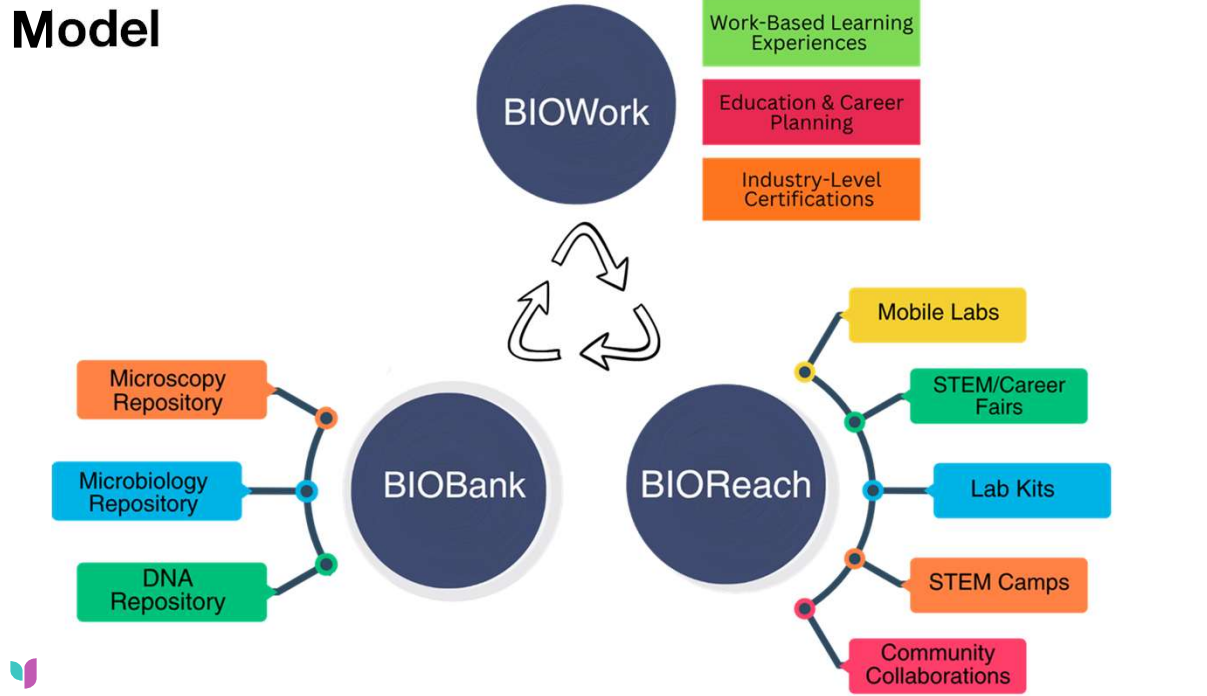 Model
BIOWork
Work-Based Learning
Experiences
Education & Career
Planning
Industry-Level
Certifications
Microscopy
Repository
Microbiology
Repository
DNA
Repository
BIOBank
BIOReach
Mobile Labs
STEM/Career
Fairs
Lab Kits
STEM Camps
Community
Collaborations